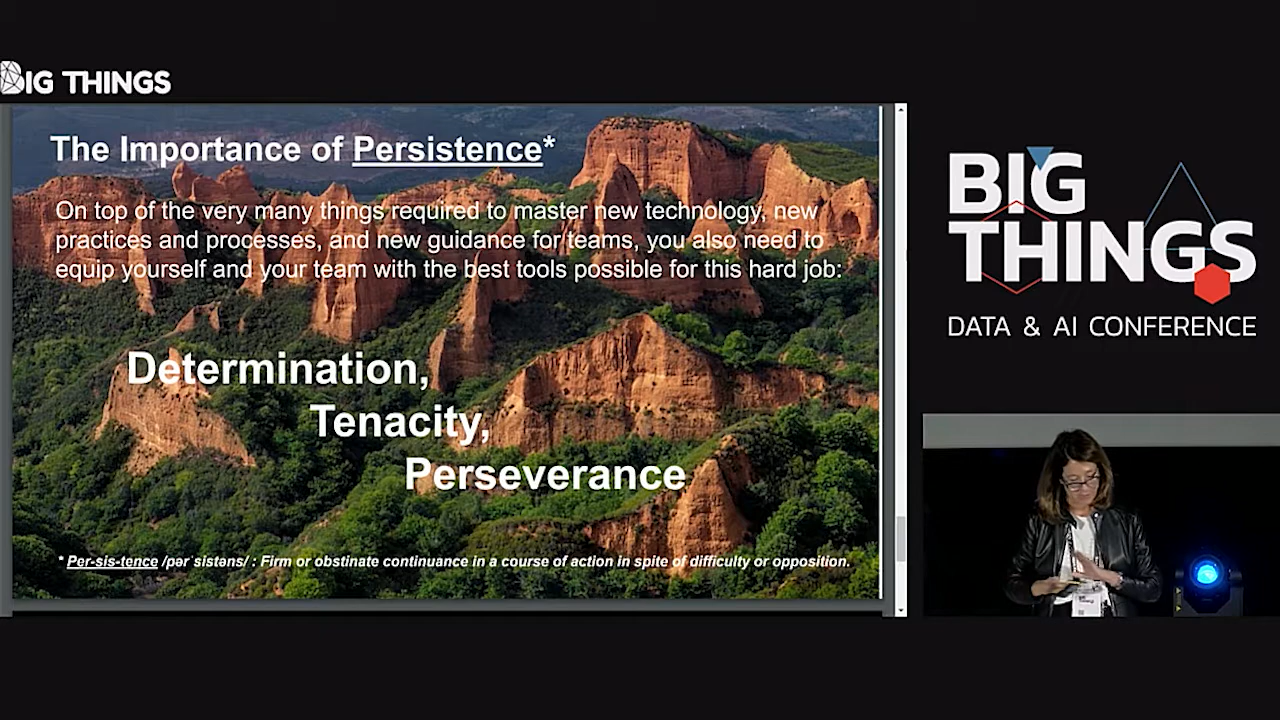 BIG THINGS
The Importance of Persistence*
On top of the very many things required to master new technology, new
practices and processes, and new guidance for teams, you also need to
equip yourself and your team with the best tools possible for this hard job:
Determination,
Tenacity,
Perseverance
* Per-sis-tence /pərˈsistəns/ : Firm or obstinate continuance in a course of action in spite of difficulty or opposition.
BIG
THINGS
DATA & AI CONFERENCE